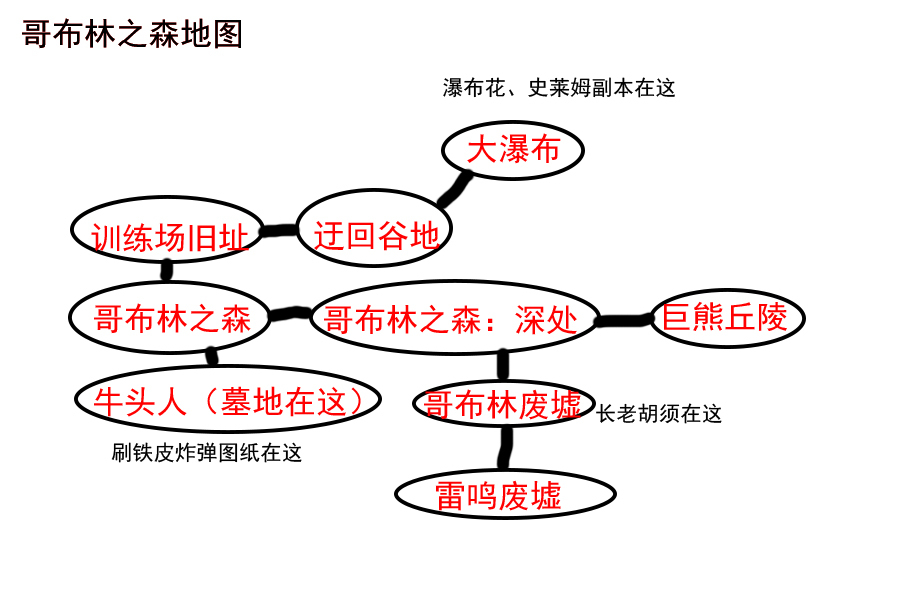 哥布林之森地图
瀑布花、史莱姆副本在这
大瀑布
训练场旧址
迂回谷地
哥布林之森
哥布林之森：深处
巨熊丘陵
牛头人（墓地在这）
哥布林废墟
长老胡须在这
刷铁皮炸弹图纸在这
雷鸣废墟